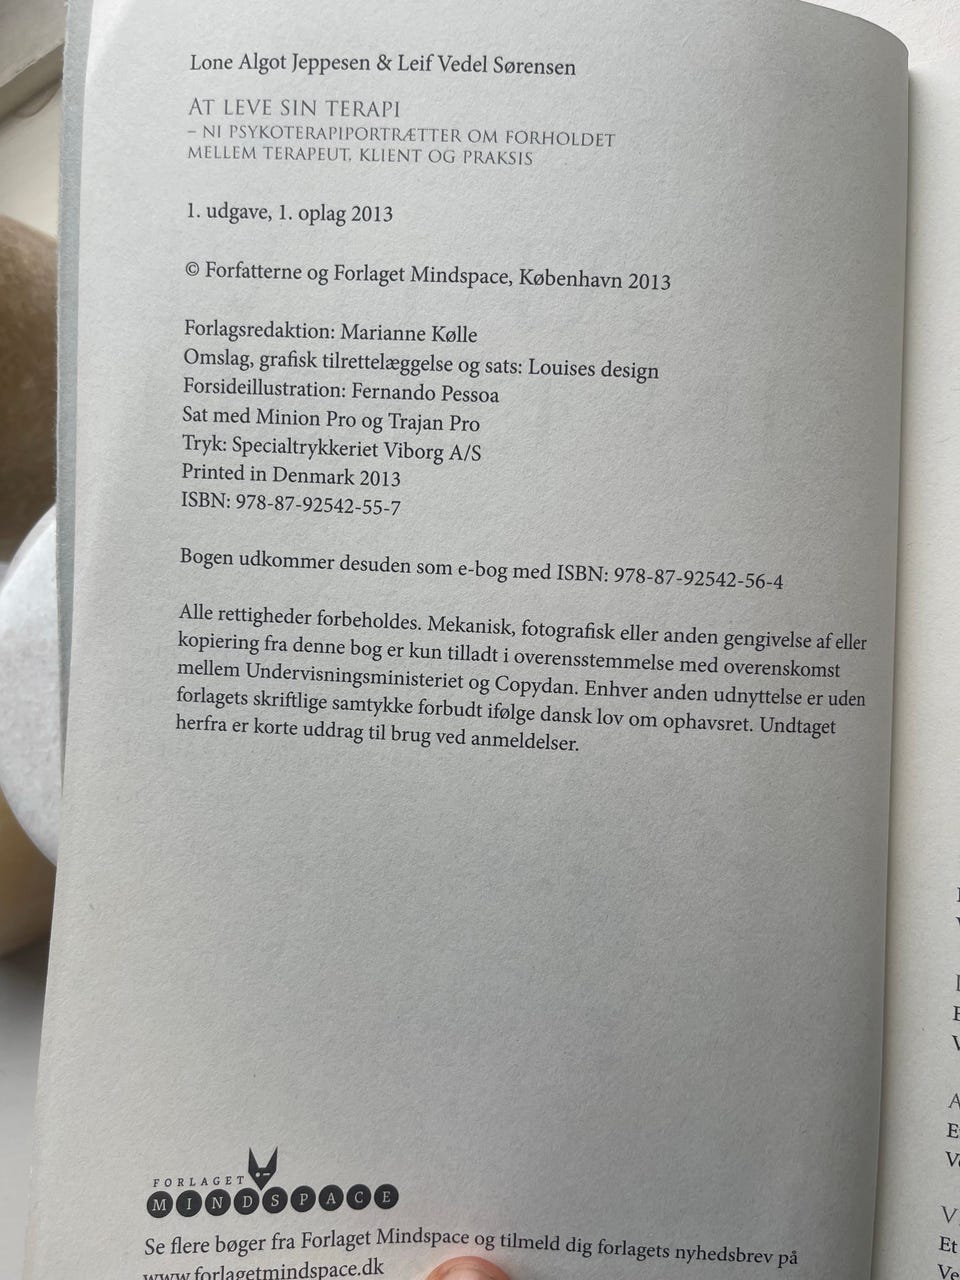 Lone Algot Jeppesen & Leif Vedel Sørensen
AT LEVE SIN TERAPI
– NI PSYKOTERAPIPORTRÆTTER OM FORHOLDET
MELLEM TERAPEUT, KLIENT OG PRAKSIS
1. udgave, 1. oplag 2013
© Forfatterne og Forlaget Mindspace, København 2013
Forlagsredaktion: Marianne Kølle
Omslag, grafisk tilrettelæggelse og sats: Louises design
Forsideillustration: Fernando Pessoa
Sat med Minion Pro og Trajan Pro
Tryk: Specialtrykkeriet Viborg A/S
Printed in Denmark 2013
ISBN: 978-87-92542-55-7
Bogen udkommer desuden som e-bog med ISBN: 978-87-92542-56-4
Alle rettigheder forbeholdes. Mekanisk, fotografisk eller anden gengivelse af eller
kopiering fra denne bog er kun tilladt i overensstemmelse med overenskomst
mellem Undervisningsministeriet og Copydan. Enhver anden udnyttelse er uden
forlagets skriftlige samtykke forbudt ifølge dansk lov om ophavsret. Undtaget
herfra er korte uddrag til brug ved anmeldelser.
FORLAGET
MINDSPACE
Se flere bøger fra Forlaget Mindspace og tilmeld dig forlagets nyhedsbrev på
www.forlagetmindspace.dk
Et